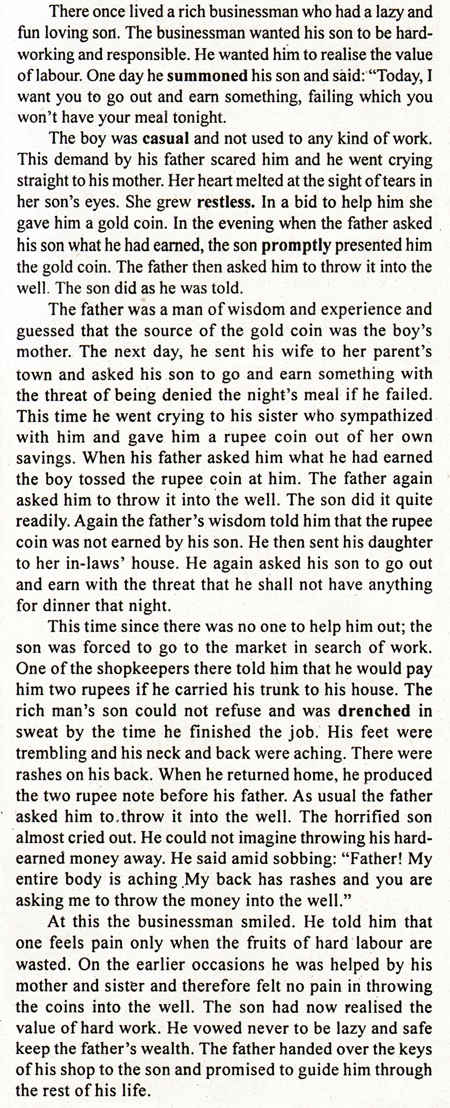 There once lived a rich businessman who had a lazy and
fun loving son. The businessman wanted his son to be hard-
working and responsible. He wanted him to realise the value
of labour. One day he summoned his son and said: “Today, I
want you to go out and earn something, failing which you
won't have your meal tonight.
The boy was casual and not used to any kind of work.
This demand by his father scared him and he went crying
straight to his mother. Her heart melted at the sight of tears in
her son's eyes. She grew restless. In a bid to help him she
gave him a gold coin. In the evening when the father asked
his son what he had earned, the son promptly presented him
the gold coin. The father then asked him to throw it into the
well. The son did as he was told.
The father was a man of wisdom and experience and
guessed that the source of the gold coin was the boy's
mother. The next day, he sent his wife to her parent's
town and asked his son to go and earn something with
the threat of being denied the night's meal if he failed.
This time he went crying to his sister who sympathized
with him and gave him a rupee coin out of her own
savings. When his father asked him what he had earned
the boy tossed the rupee coin at him. The father again
asked him to throw it into the well. The son did it quite
readily. Again the father's wisdom told him that the rupee
coin was not earned by his son. He then sent his daughter
to her in-laws' house. He again asked his son to go out
and earn with the threat that he shall not have anything
for dinner that night.
This time since there was no one to help him out; the
son was forced to go to the market in search of work.
One of the shopkeepers there told him that he would pay
him two rupees if he carried his trunk to his house. The
rich man's son could not refuse and was drenched in
sweat by the time he finished the job. His feet were
trembling and his neck and back were aching. There were
rashes on his back. When he returned home, he produced
the two rupee note before his father. As usual the father
asked him to throw it into the well. The horrified son
almost cried out. He could not imagine throwing his hard-
earned money away. He said amid sobbing: “Father! My
entire body is aching .My back has rashes and you are
asking me to throw the money into the well.”
At this the businessman smiled. He told him that
one feels pain only when the fruits of hard labour are
wasted. On the earlier occasions he was helped by his
mother and sister and therefore felt no pain in throwing
the coins into the well. The son had now realised the
value of hard work. He vowed never to be lazy and safe
keep the father's wealth. The father handed over the keys
of his shop to the son and promised to guide him through
the rest of his life.